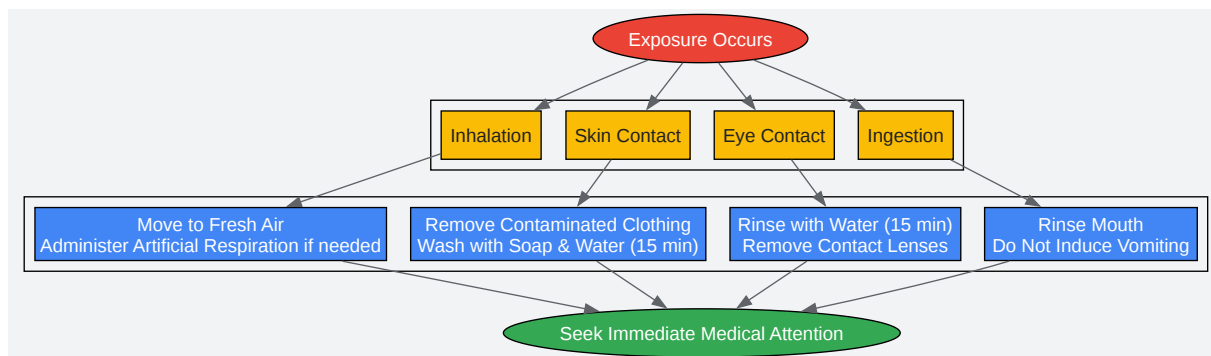 Exposure Occurs
Inhalation
Skin Contact
Eye Contact
Ingestion
Move to Fresh Air
Administer Artificial Respiration if needed
Remove Contaminated Clothing
Wash with Soap & Water (15 min)
Rinse with Water (15 min)
Remove Contact Lenses
Rinse Mouth
Do Not Induce Vomiting
Seek Immediate Medical Attention